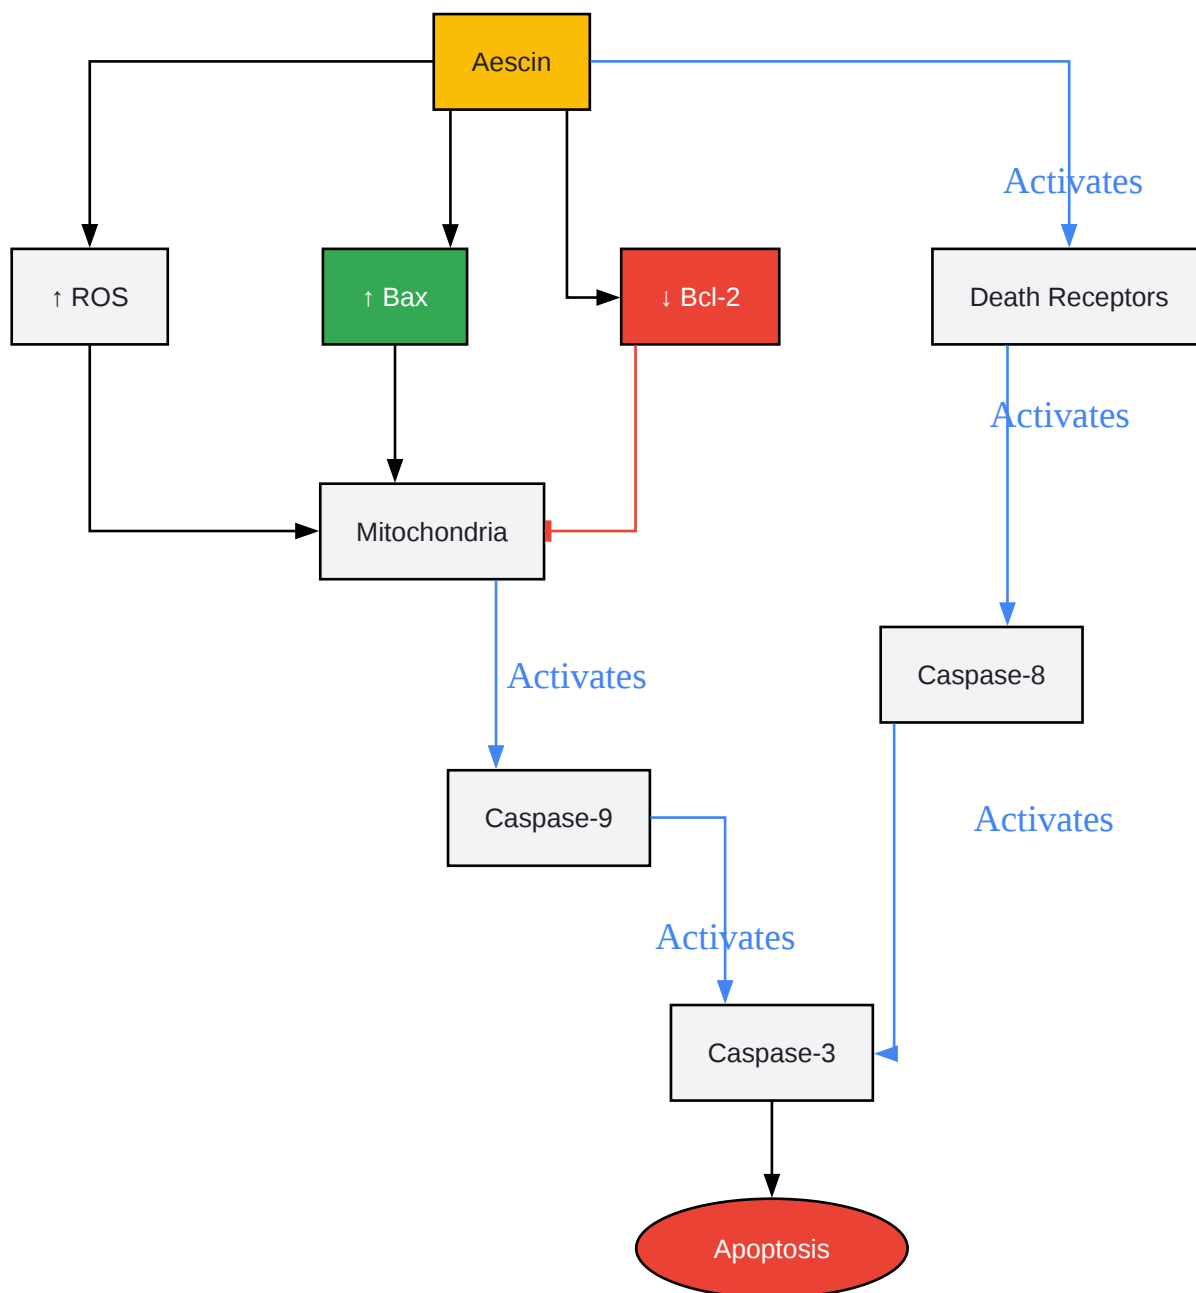 Aescin
Activates
↑ ROS
↑ Bax
↓ Bcl-2
Death Receptors
Activates
Mitochondria
Activates
Caspase-8
Caspase-9
Activates
Activates
Caspase-3
Apoptosis